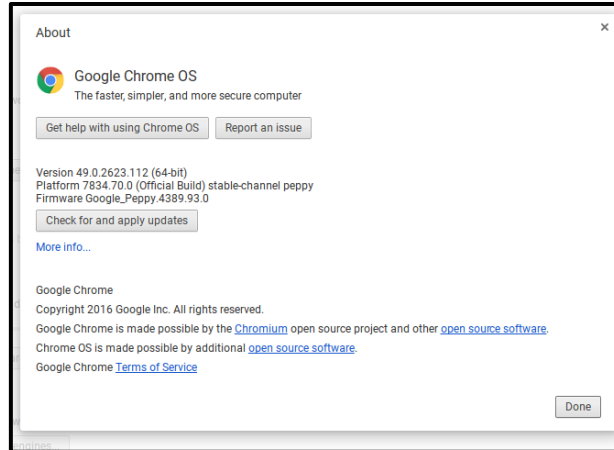 About
×
Google Chrome OS
The faster, simpler, and more secure computer
Get help with using Chrome OS Report an issue
Version 49.0.2623.112 (64-bit)
Platform 7834.70.0 (Official Build) stable-channel peppy
Firmware Google_Peppy.4389.93.0
Check for and apply updates
More info...
Google Chrome
Copyright 2016 Google Inc. All rights reserved.
Google Chrome is made possible by the Chromium open source project and other open source software.
Chrome OS is made possible by additional open source software.
Google Chrome Terms of Service
Done
engines...